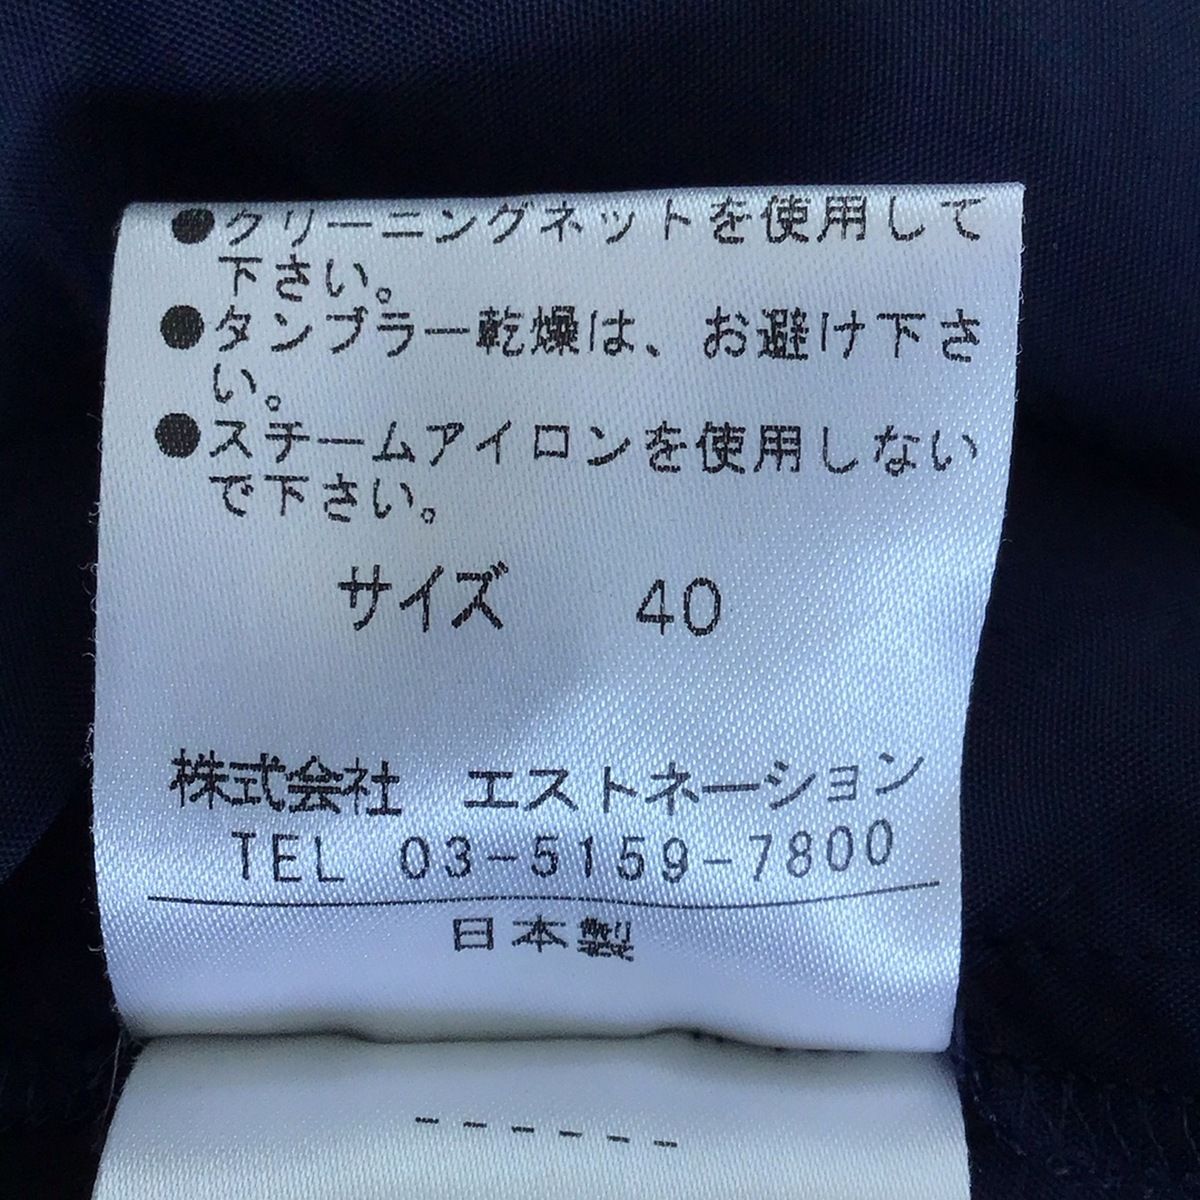 ●クリーニングネットを使用して
下さい。
●タンブラー乾燥は、お避け下さ
い。
●スチームアイロンを使用しない
で下さい。
サイズ 40
株式会社 エストネーション
TEL 03-5159-7800
日本製
------